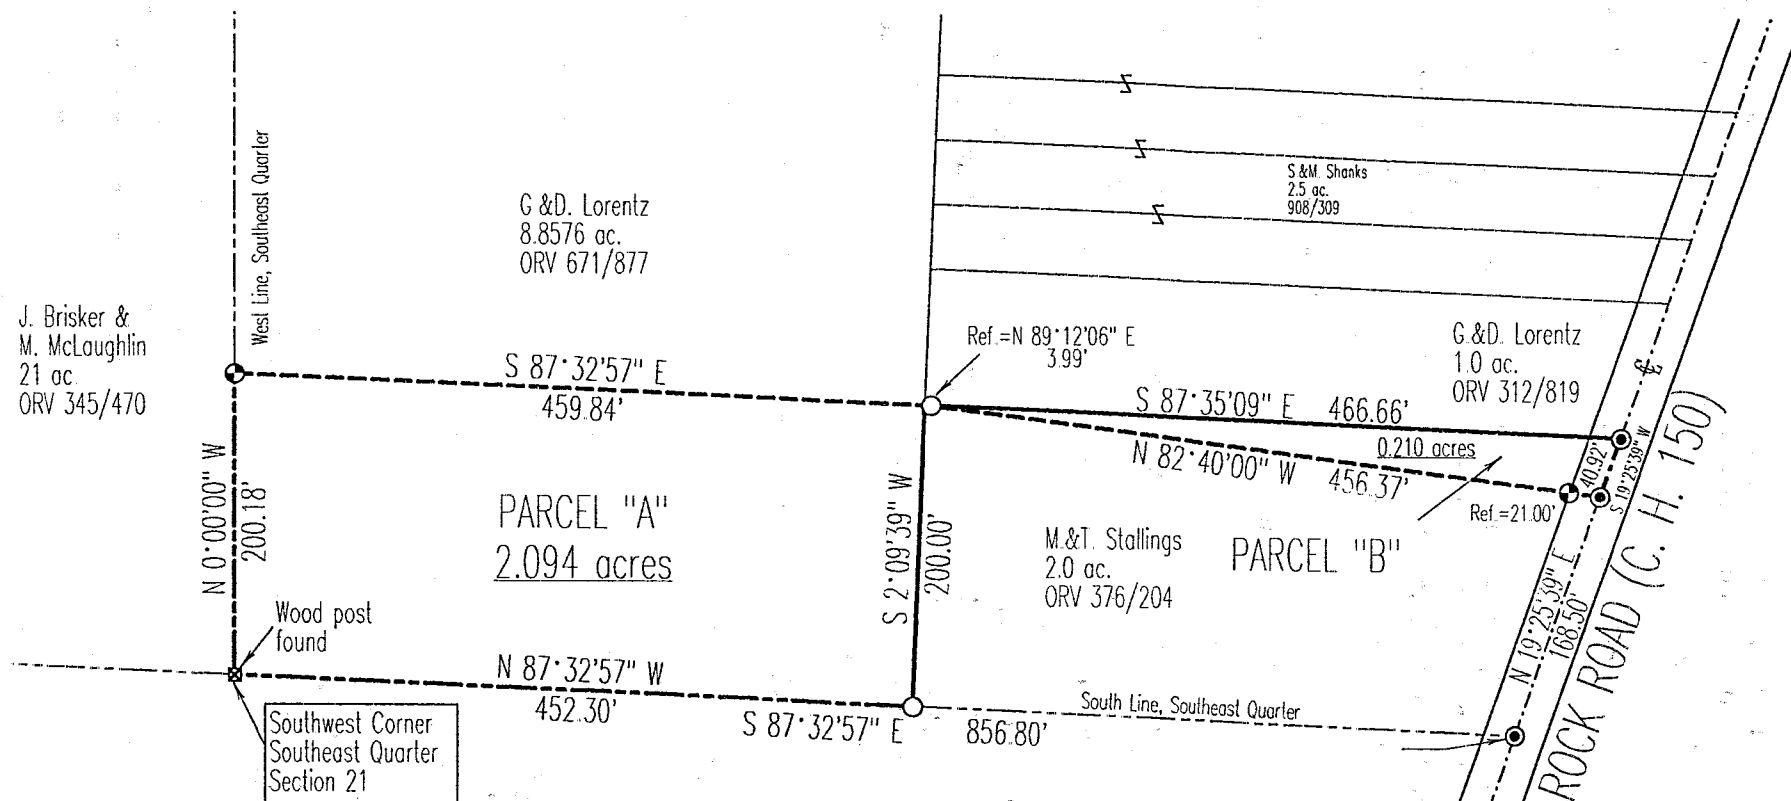 West Line, Southeast Quarter
G.&D. Lorentz
8.8576 ac.
ORV 671/877
S.&M. Shanks
2.5 ac.
908/309
J. Brisker &
M. McLaughlin
21 ac.
ORV 345/470
Ref.=N 89°12'06" E
3.99'
G.&D. Lorentz
1.0 ac.
ORV 312/819
S 87°32'57" E
459.84'
S 87°35'09" E 466.66'
0.210 acres
N 82°40'00" W 456.37'
40.92'
S 19°25'39" W
Ref.=21.00'
N 0°00'00" W
200.18'
PARCEL "A"
2.094 acres
S 2°09'39" W
200.00'
M.&T. Stallings
2.0 ac.
ORV 376/204
PARCEL "B"
N 19°25'39" E
168.50'
ROCK ROAD (C. H. 150)
Wood post
found
N 87°32'57" W
452.30'
S 87°32'57" E 856.80'
South Line, Southeast Quarter
Southwest Corner
Southeast Quarter
Section 21